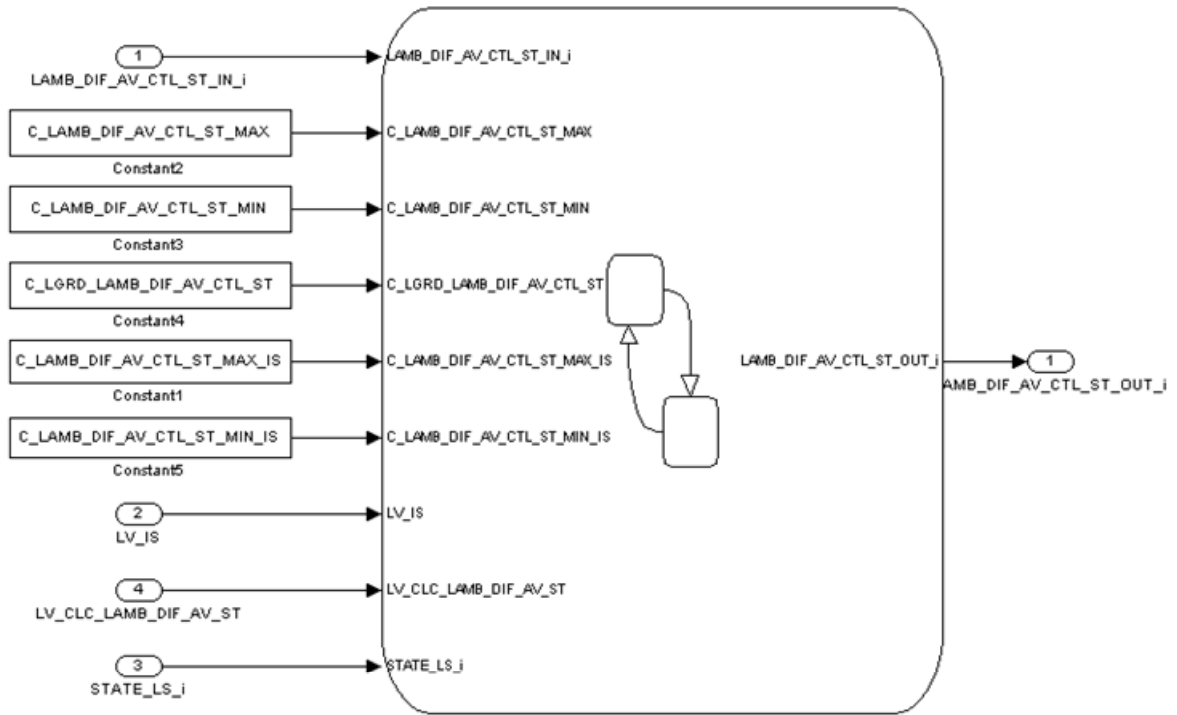 1
LAMB_DIF_AV_CTL_ST_IN_i
LAMB_DIF_AV_CTL_ST_IN_i
C_LAMB_DIF_AV_CTL_ST_MAX
C_LAMB_DIF_AV_CTL_ST_MAX
Constant2
C_LAMB_DIF_AV_CTL_ST_MIN
C_LAMB_DIF_AV_CTL_ST_MIN
Constant3
C_LGRD_LAMB_DIF_AV_CTL_ST
C_LGRD_LAMB_DIF_AV_CTL_ST
Constant4
C_LAMB_DIF_AV_CTL_ST_MAX_IS
C_LAMB_DIF_AV_CTL_ST_MAX_IS
LAMB_DIF_AV_CTL_ST_OUT_i
1
Constant1
AMB_DIF_AV_CTL_ST_OUT_i
C_LAMB_DIF_AV_CTL_ST_MIN_IS
C_LAMB_DIF_AV_CTL_ST_MIN_IS
Constant5
2
LV_IS
LV_IS
4
LV_CLC_LAMB_DIF_AV_ST
LV_CLC_LAMB_DIF_AV_ST
3
STATE_LS_i
STATE_LS_i